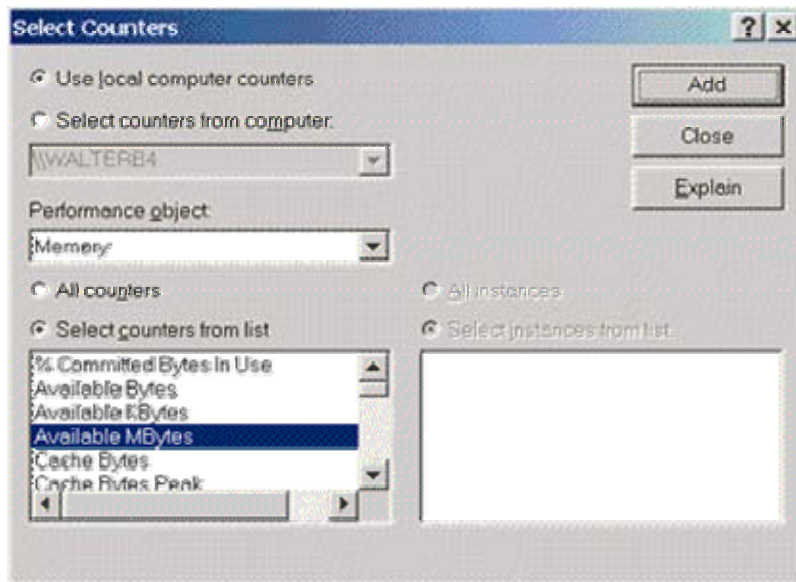 Select Counters
Use local computer counters
Select counters from computer:
\\WALTERB4
Performance object:
Memory
All counters
Select counters from list
% Committed Bytes In Use
Available Bytes
Available KBytes
Available MBytes
Cache Bytes
Cache Bytes Peak
Add
Close
Explain
All instances
Select instances from list: